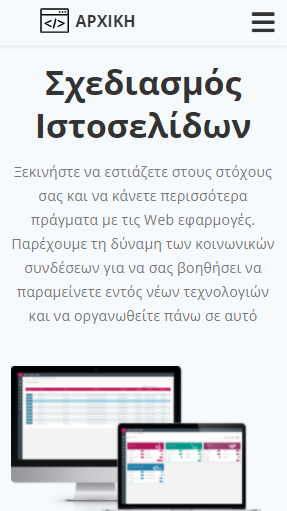 ΑΡΧΙΚΗ
Σχεδιασμός
Ιστοσελίδων
Ξεκινήστε να εστιάζετε στους στόχους
σας και να κάνετε περισσότερα
πράγματα με τις Web εφαρμογές.
Παρέχουμε τη δύναμη των κοινωνικών
συνδέσεων για να σας βοηθήσει να
παραμείνετε εντός νέων τεχνολογιών
και να οργανωθείτε πάνω σε αυτό